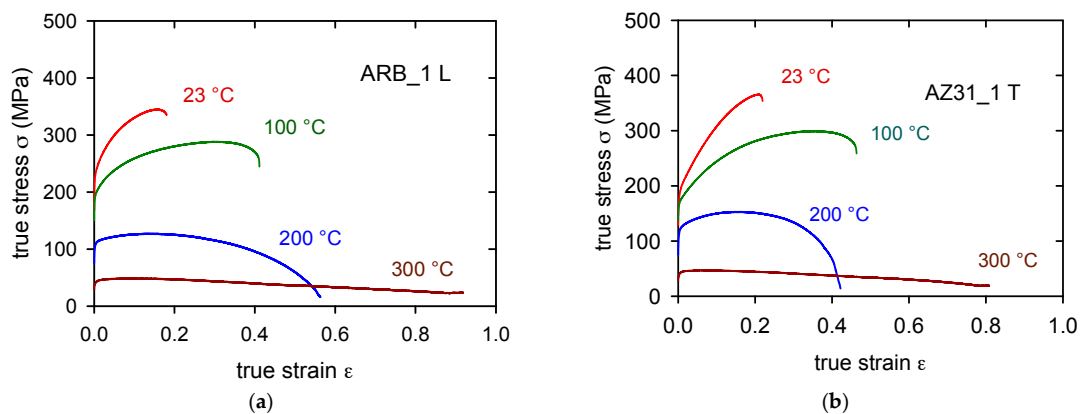 500
400
300
200
100
0
true stress σ (MPa)
ARB_1 L
23 °C
100 °C
200 °C
300 °C
0.0 0.2 0.4 0.6 0.8 1.0
true strain ε
(a)
500
400
300
200
100
0
true stress σ (MPa)
AZ31_1 T
23 °C
100 °C
200 °C
300 °C
0.0 0.2 0.4 0.6 0.8 1.0
true strain ε
(b)